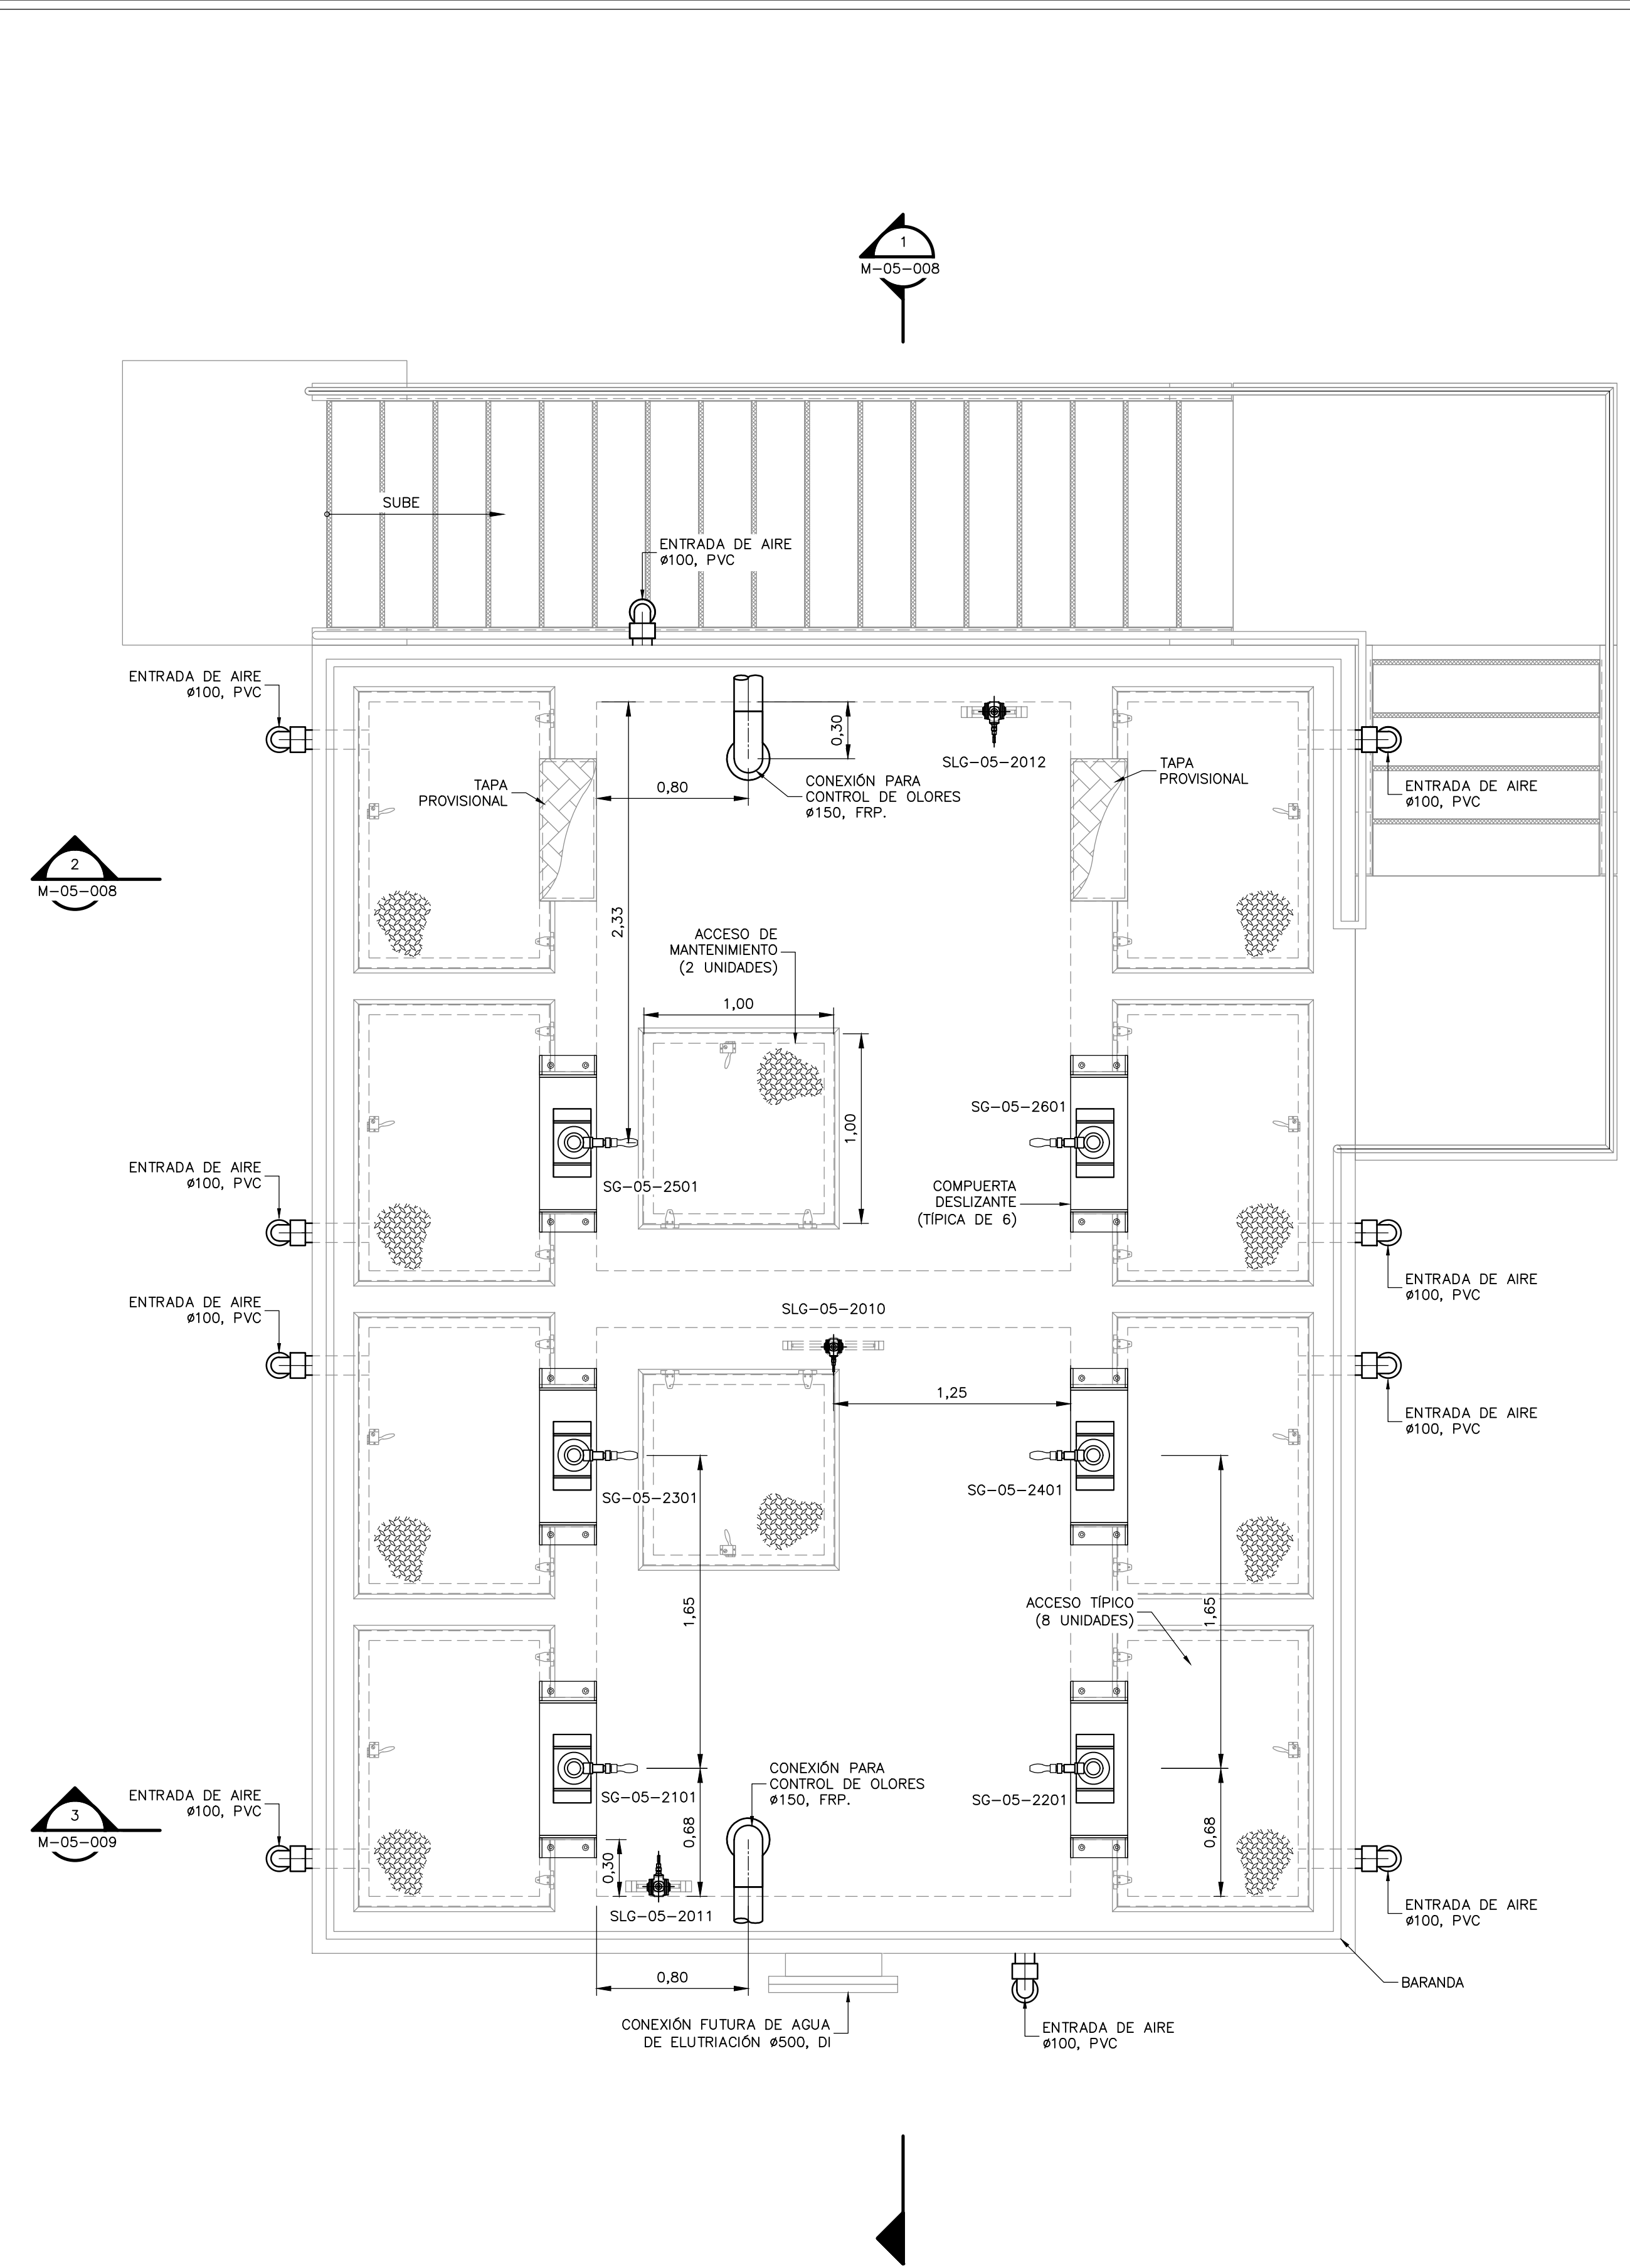 1
M-05-008
SUBE
ENTRADA DE AIRE
ø100, PVC
ENTRADA DE AIRE
ø100, PVC
0,30
SLG-05-2012
TAPA
PROVISIONAL
TAPA
PROVISIONAL
0,80
CONEXIÓN PARA
CONTROL DE OLORES
ø150, FRP.
ENTRADA DE AIRE
ø100, PVC
2
M-05-008
2,33
ACCESO DE
MANTENIMIENTO
(2 UNIDADES)
1,00
1,00
SG-05-2601
ENTRADA DE AIRE
ø100, PVC
SG-05-2501
COMPUERTA
DESLIZANTE
(TÍPICA DE 6)
ENTRADA DE AIRE
ø100, PVC
ENTRADA DE AIRE
ø100, PVC
SLG-05-2010
1,25
ENTRADA DE AIRE
ø100, PVC
SG-05-2301
SG-05-2401
1,65
ACCESO TÍPICO
(8 UNIDADES)
1,65
3
M-05-009
ENTRADA DE AIRE
ø100, PVC
SG-05-2101
CONEXIÓN PARA
CONTROL DE OLORES
ø150, FRP.
SG-05-2201
0,68
0,68
0,30
SLG-05-2011
ENTRADA DE AIRE
ø100, PVC
0,80
BARANDA
CONEXIÓN FUTURA DE AGUA
DE ELUTRIACIÓN ø500, DI
ENTRADA DE AIRE
ø100, PVC